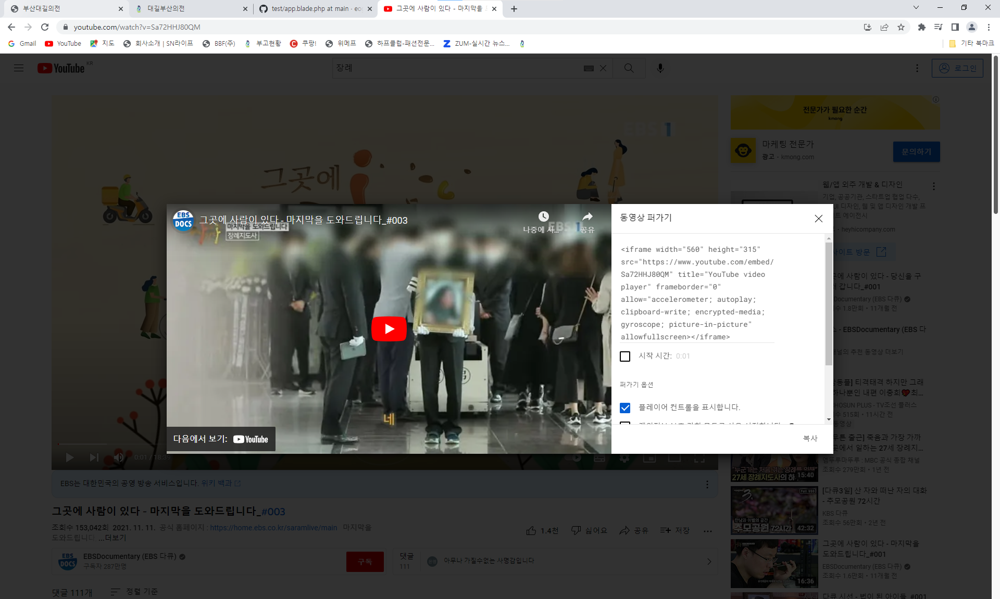 부산대길의전
대길부산의전
test/app.blade.php at main · eo
그곳에 사람이 있다 - 마지막을
youtube.com/watch?v=Sa72HHJ80QM
Gmail
YouTube
지도
회사소개 | SN라이프
BBF(주)
부고현황
쿠팡!
위메프
하프클럽-패션전문...
ZUM-실시간 뉴스...
기타 북마크
YouTube KR
장례
로그인
EBS 1
그곳에
전문가가 필요한 순간
kmong
마케팅 전문가
광고 · kmong.com
문의하기
웹/앱 외주 개발 & 디자인
기업, 공공기관, 스타트업 협업 다수,
UI 디자인, 웹 및 앱 디자인 개발 프
트 에이전시
heyhicompany.com
사이트 방문
EBS DOCS
그곳에 사람이 있다 - 마지막을 도와드립니다_#003
마지막을 도와드립니다
장례지도사
나중에 시...
공유
EBS 1
네
다음에서 보기: YouTube
동영상 퍼가기
<iframe width="560" height="315"
src="https://www.youtube.com/embed/
Sa72HHJ80QM" title="YouTube video
player" frameborder="0"
allow="accelerometer; autoplay;
clipboard-write; encrypted-media;
gyroscope; picture-in-picture"
allowfullscreen></iframe>
시작 시간: 0:01
퍼가기 옵션
플레이어 컨트롤을 표시합니다.
복사
곳에 사람이 있다 - 당신을 구
갑니다_#001
Documentary (EBS 다큐)
수 1.8만회 · 11개월 전
- EBSDocumentary (EBS 다
채널의 추천 동영상 더보기
티격태격 하지만 그래
하나뿐인 내편 이중희❤최...
CHOSUN PLUS - TV조선 플러스
수 515회 · 11시간 전
동영상
무튼 출근] 죽음과 가장 가까
곳에서 일하는 27세 장례지도...
엠뚜루마뚜루 : MBC 공식 종합 채널
조회수 279만회 · 1년 전
27세 장례지도사의 하
15:40
[다큐3일] 산 자와 떠난 자의 대화
- 추모공원 72시간
KBS 다큐
조회수 56만회 · 2년 전
만남과 이별의 공간
추모공원 72시간
42:32
그곳에 사람이 있다 - 마지막을
도와드립니다_#001
EBSDocumentary (EBS 다큐)
조회수 1.6만회 · 11개월 전
16:36
다큐 시선 - 법이 된 아이들_#001
0:01 / 18:39
EBS는 대한민국의 공영 방송 서비스입니다. 위키 백과
그곳에 사람이 있다 - 마지막을 도와드립니다_#003
조회수 153,042회 2021. 11. 11. 공식 홈페이지 : https://home.ebs.co.kr/saramlive/main 마지막을
도와드립니다 ...더보기
1.4천
싫어요
공유
저장
EBS DOCS
EBSDocumentary (EBS 다큐)
구독자 287만명
구독
댓글
111
아무나 가질수없는 사명감입니다
댓글 111개
정렬 기준